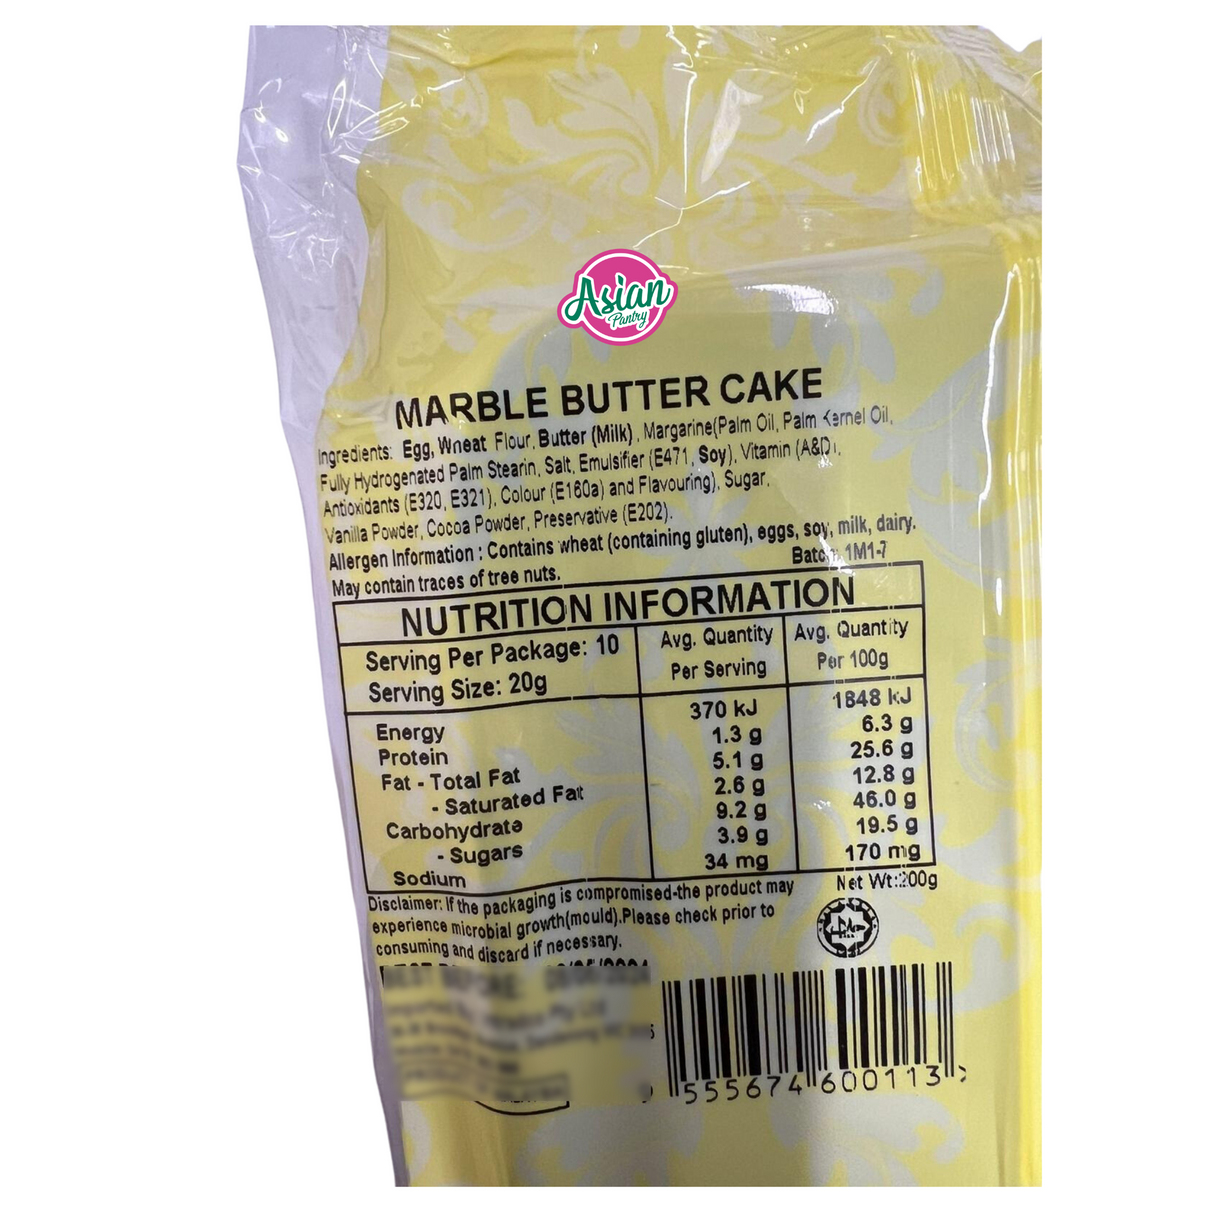 Asian
Pantry
MARBLE BUTTER CAKE
Ingredients: Egg, Wheat Flour, Butter (Milk), Margarine(Palm Oil, Palm Kernel Oil,
Fully Hydrogenated Palm Stearin, Salt, Emulsifier (E471, Soy), Vitamin (A&D),
Antioxidants (E320, E321), Colour (E160a) and Flavouring), Sugar,
Vanilla Powder, Cocoa Powder, Preservative (E202).
Allergen Information : Contains wheat (containing gluten), eggs, soy, milk, dairy.
May contain traces of tree nuts. Batch: 1M1-7
NUTRITION INFORMATION
Serving Per Package: 10 Avg. Quantity Avg. Quantity
Serving Size: 20g Per Serving Per 100g
Energy 370 kJ 1848 kJ
Protein 1.3 g 6.3 g
Fat - Total Fat 5.1 g 25.6 g
- Saturated Fat 2.6 g 12.8 g
Carbohydrate 9.2 g 46.0 g
- Sugars 3.9 g 19.5 g
Sodium 34 mg 170 mg
Disclaimer: If the packaging is compromised-the product may Net Wt:200g
experience microbial growth(mould).Please check prior to
consuming and discard if necessary.
BEST BEFORE:
555674 600113 >